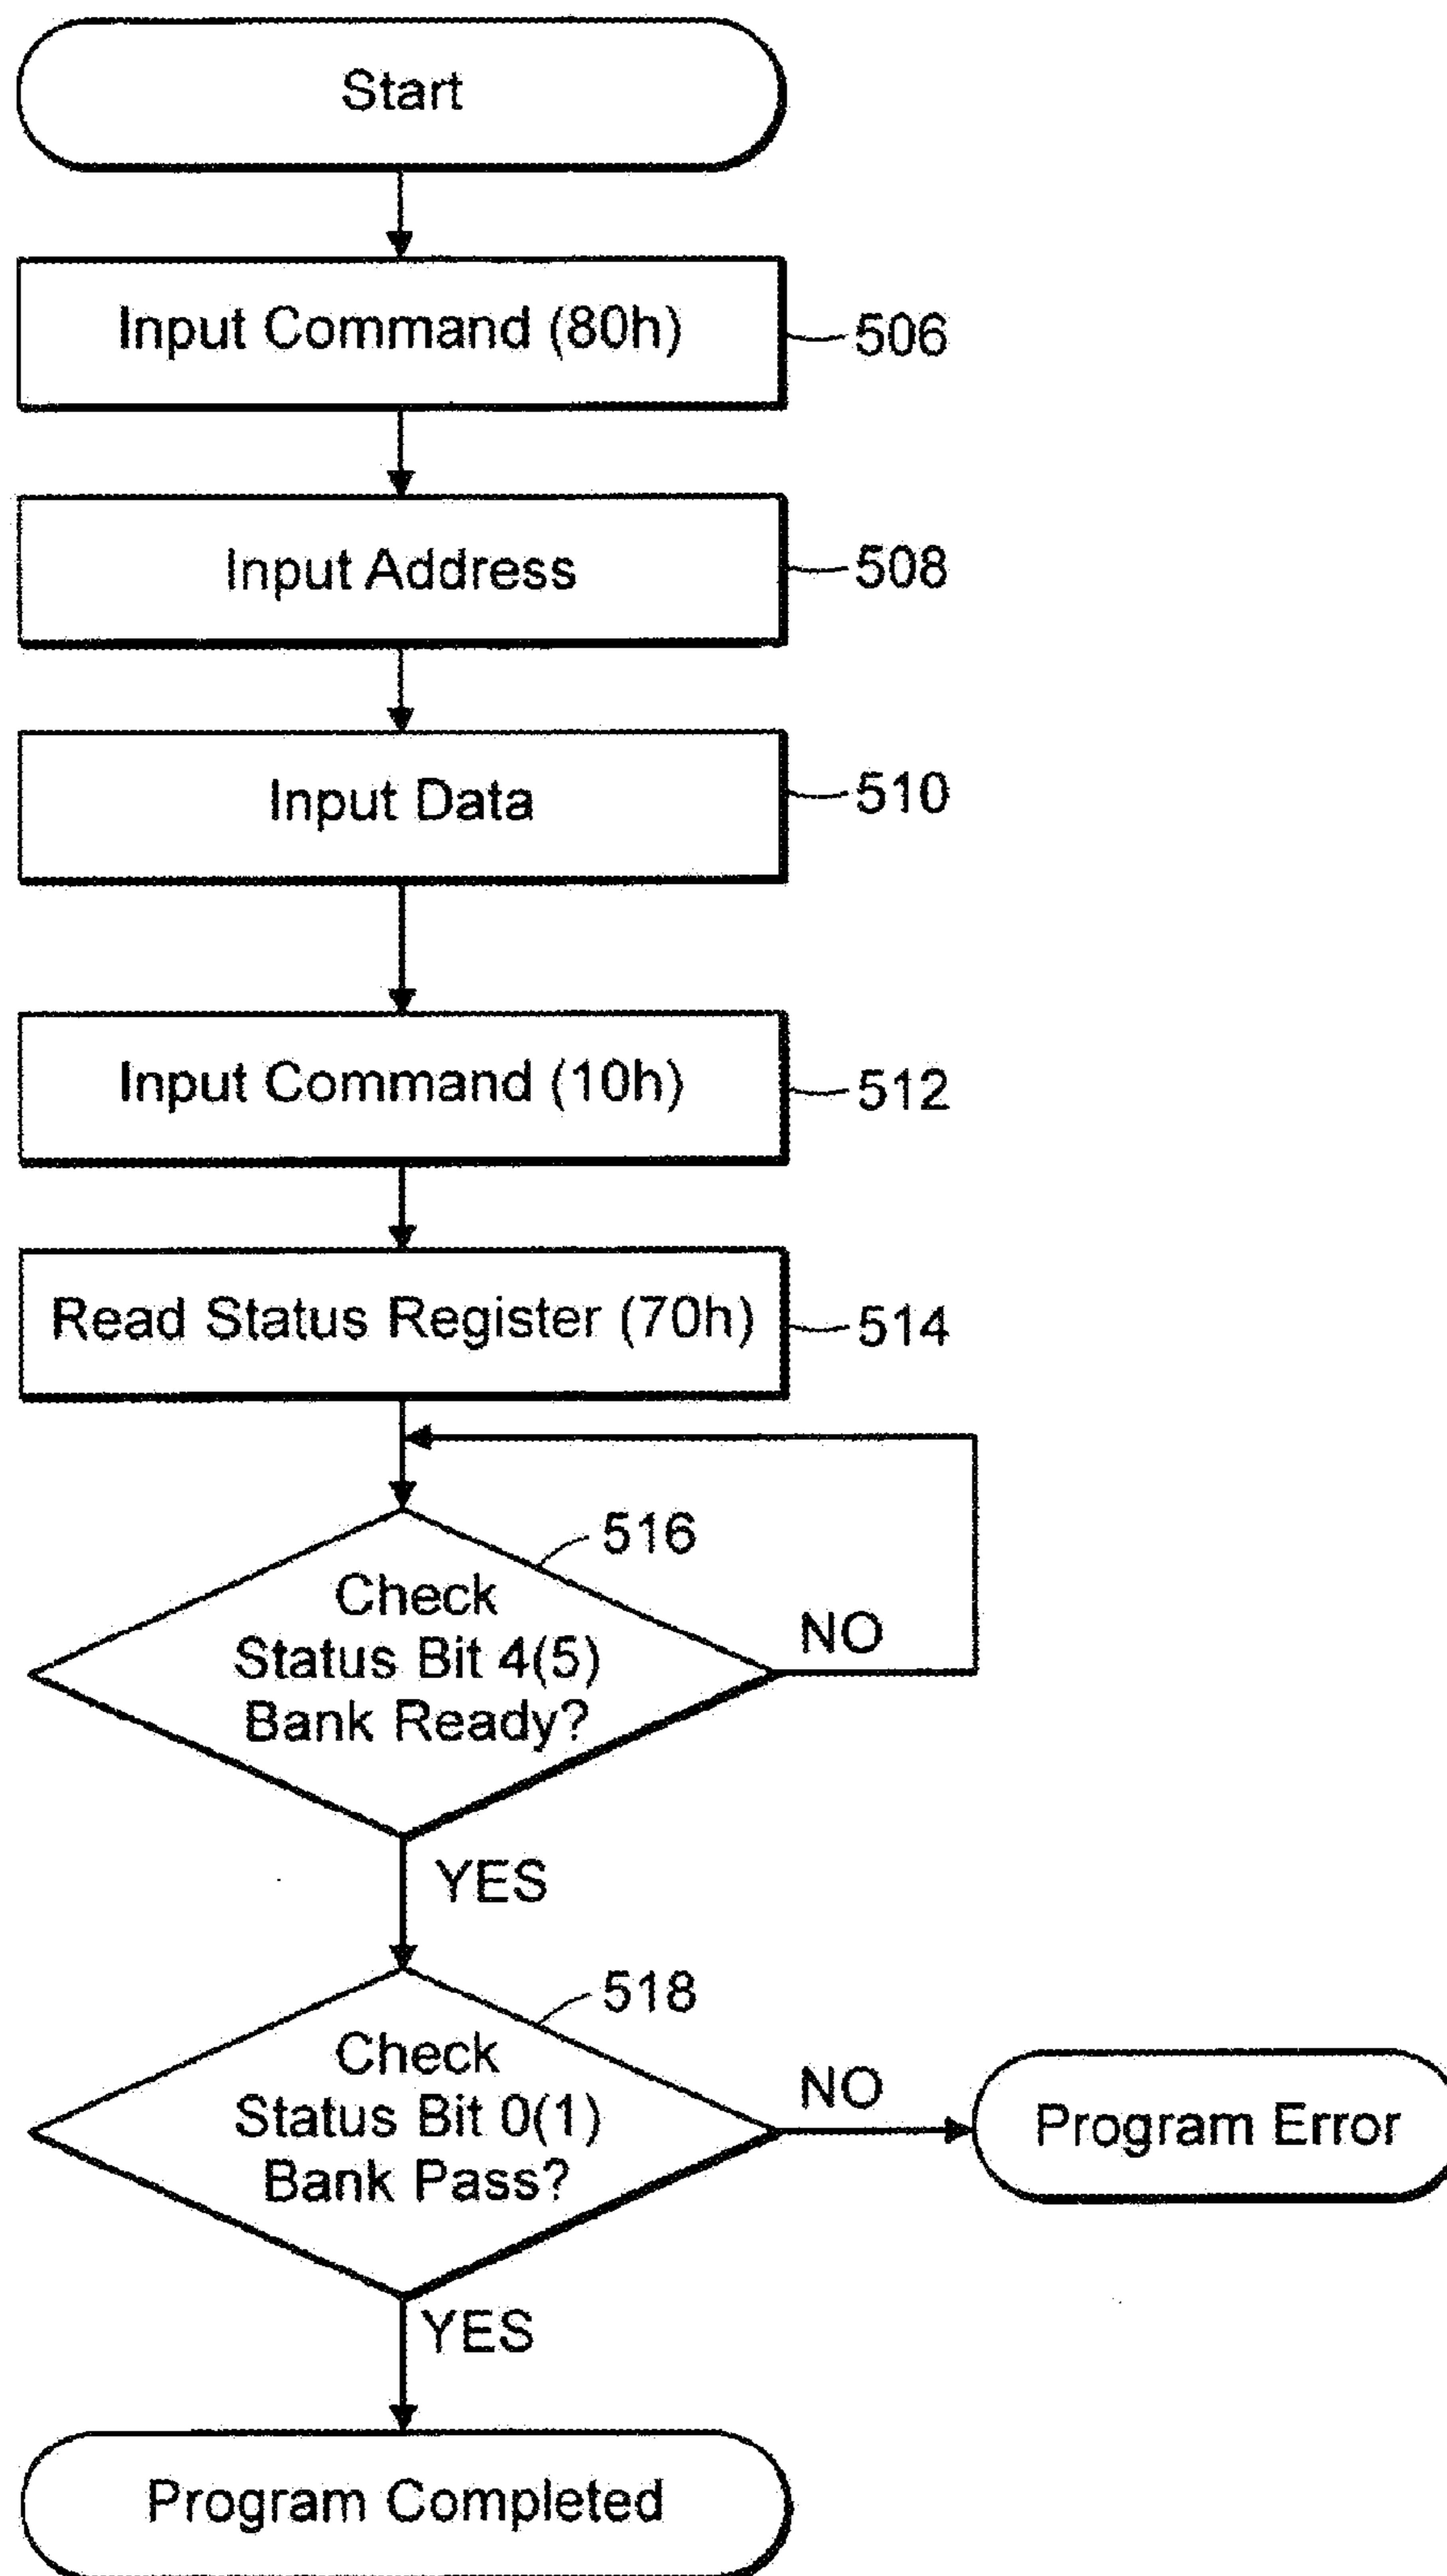 Start
Input Command (80h)
506
Input Address
508
Input Data
510
Input Command (10h)
512
Read Status Register (70h)
514
516
Check
Status Bit 4(5)
Bank Ready?
NO
YES
518
Check
Status Bit 0(1)
Bank Pass?
NO
Program Error
YES
Program Completed